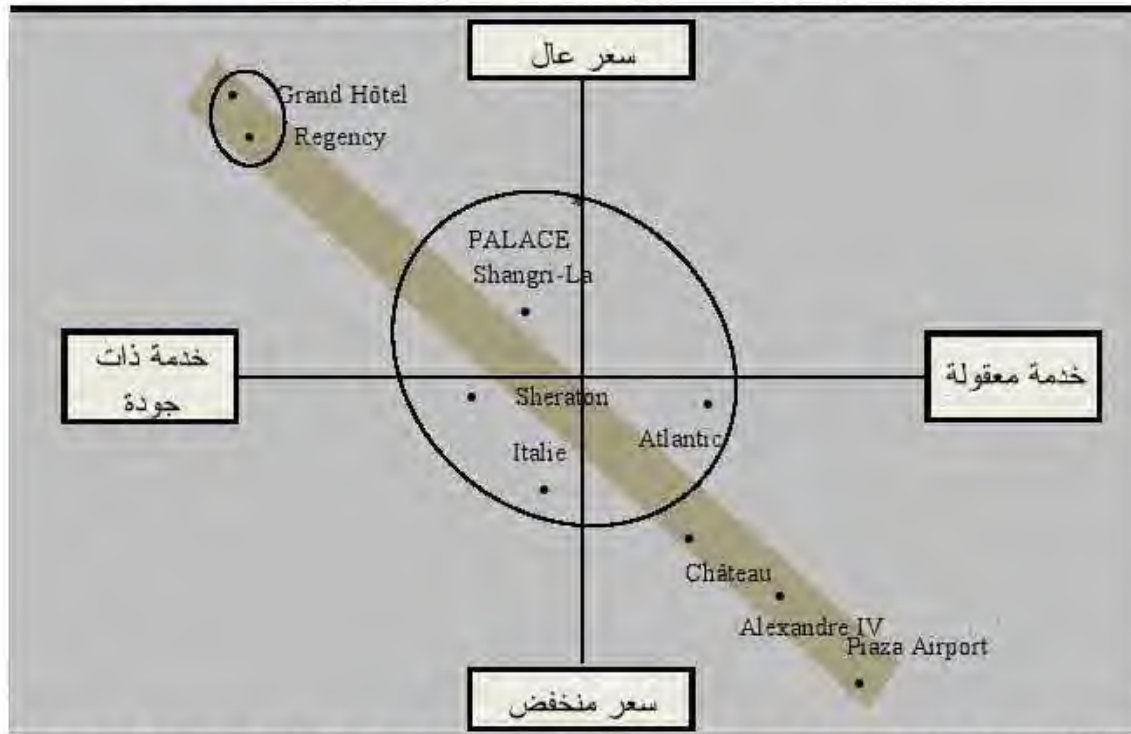 سعر عال
Grand Hôtel
Regency
PALACE
Shangri-La
خدمة ذات
جودة
خدمة معقولة
Sheraton
Atlantic
Italie
Château
Alexandre IV
Piaza Airport
سعر منخفض